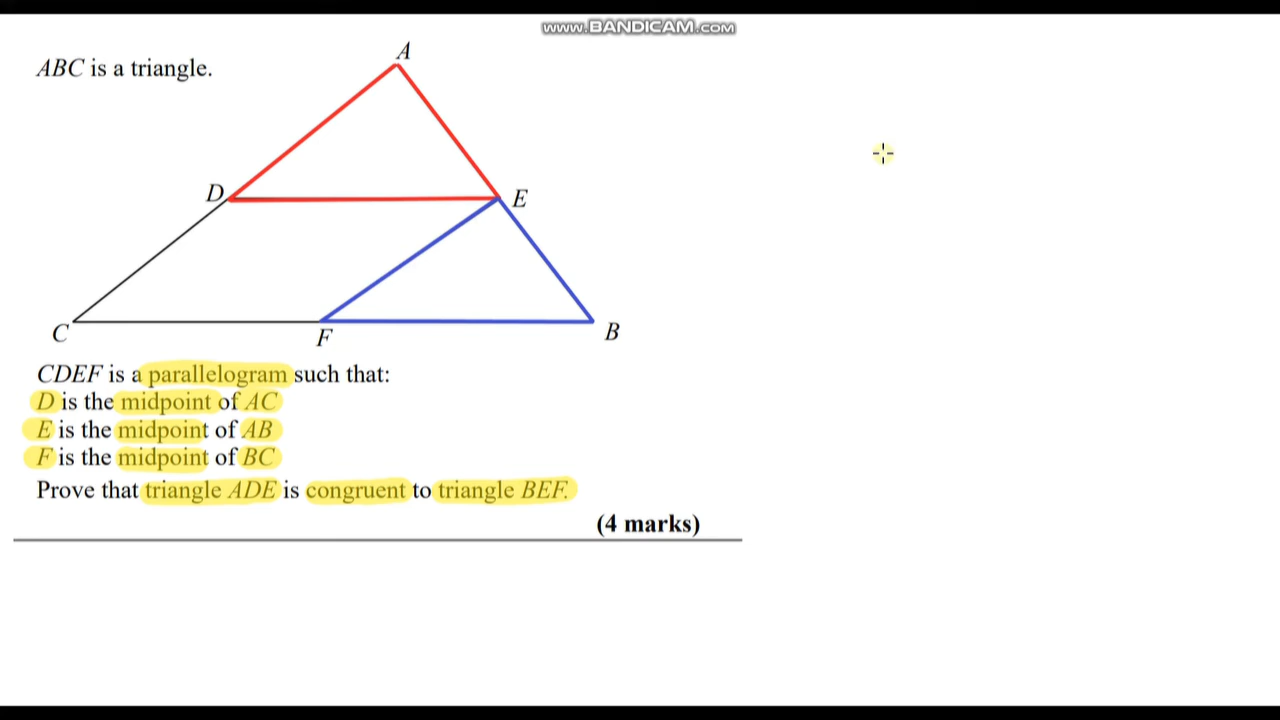 www.BANDICAM.com
A
ABC is a triangle.
D
E
C
F
B
CDEF is a parallelogram such that:
D is the midpoint of AC
E is the midpoint of AB
F is the midpoint of BC
Prove that triangle ADE is congruent to triangle BEF.
(4 marks)